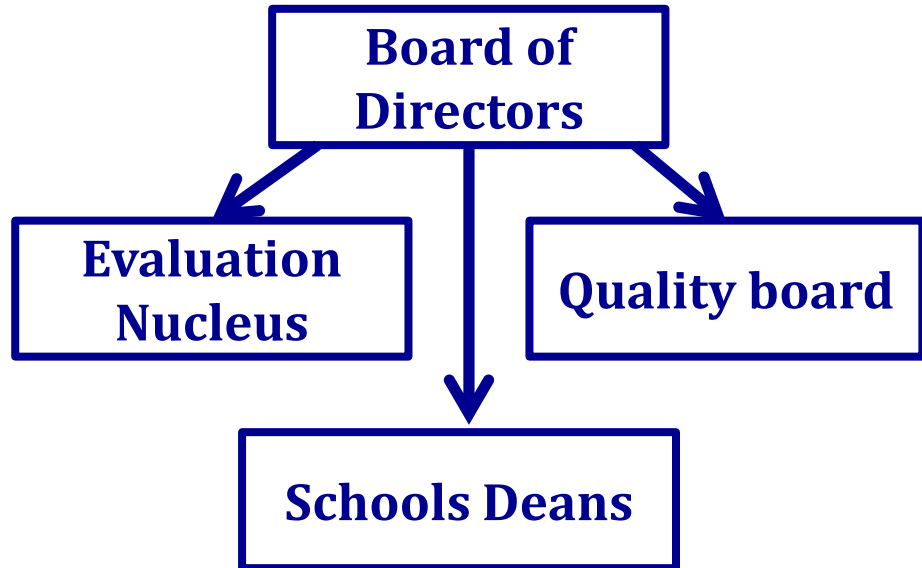 Board of
Directors
Evaluation
Nucleus
Quality board
Schools Deans